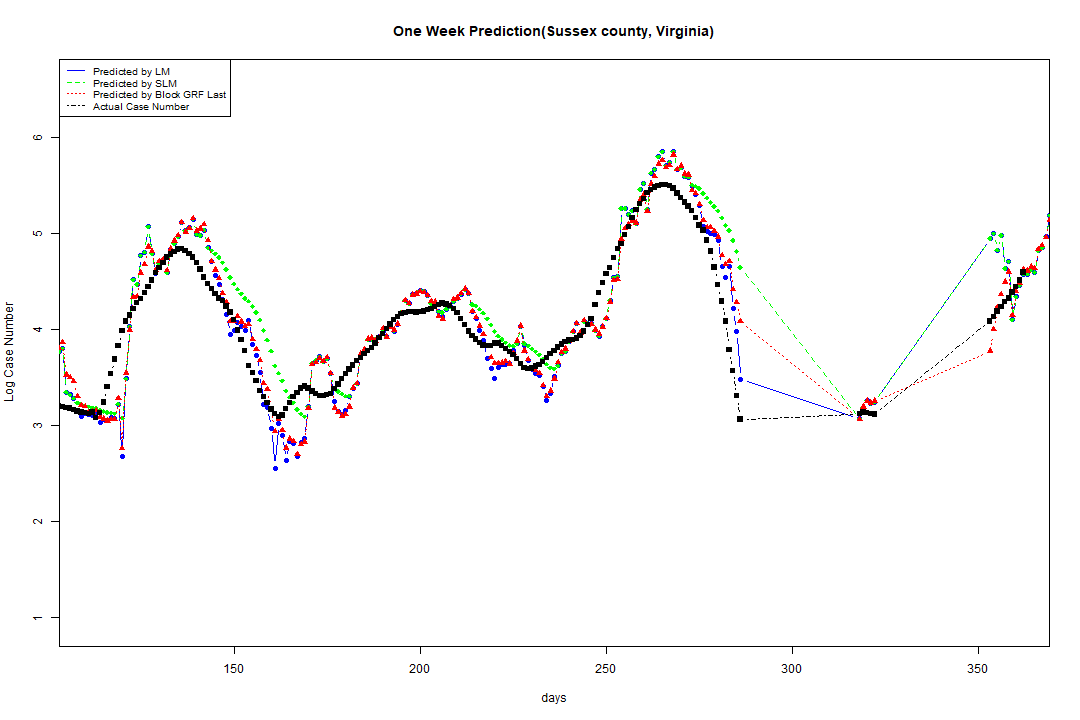 One Week Prediction(Sussex county, Virginia)
Predicted by LM
Predicted by SLM
Predicted by Block GRF Last
Actual Case Number
Log Case Number
6
5
4
3
2
1
150
200
250
300
350
days